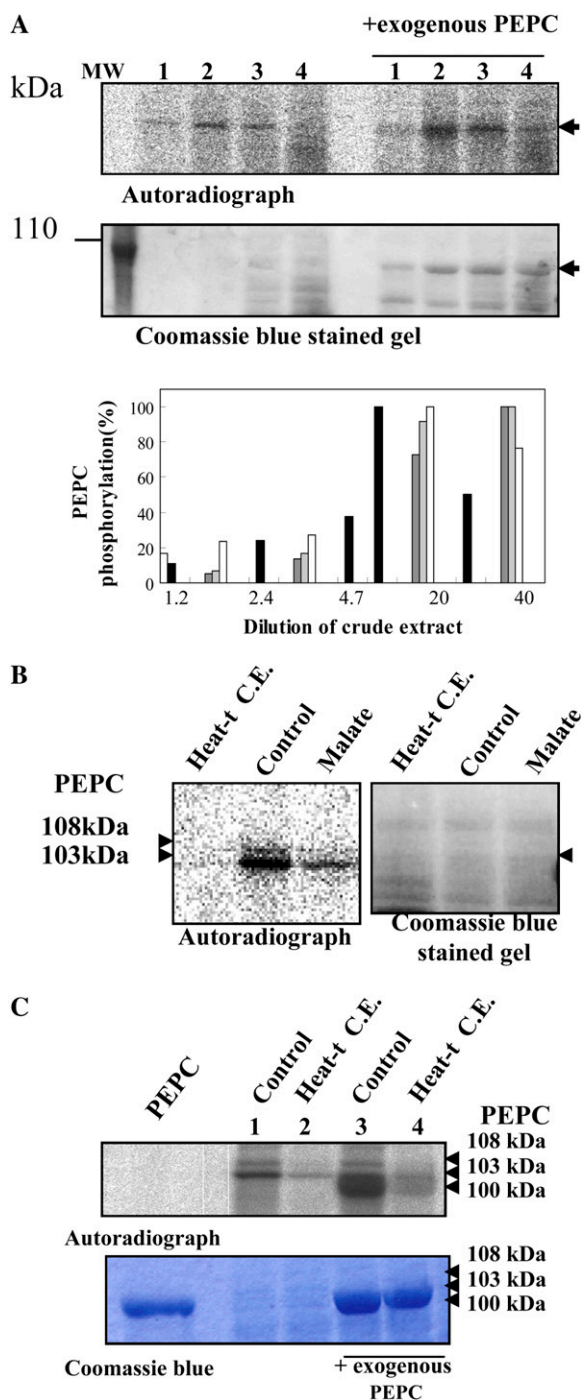 A
+exogenous PEPC
kDa
MW 1 2 3 4 1 2 3 4
Autoradiograph
110
Coomassie blue stained gel
PEPC
phosphorylation(%)
100
80
60
40
20
0
1.2 2.4 4.7 20 40
Dilution of crude extract
B
Heat-t C.E. Control Malate Heat-t C.E. Control Malate
PEPC
108kDa
103kDa
Autoradiograph
Coomassie blue
stained gel
C
PEPC Control Heat-t C.E. Control Heat-t C.E.
1 2 3 4 PEPC
108 kDa
103 kDa
100 kDa
Autoradiograph
108 kDa
103 kDa
100 kDa
Coomassie blue
+ exogenous
PEPC